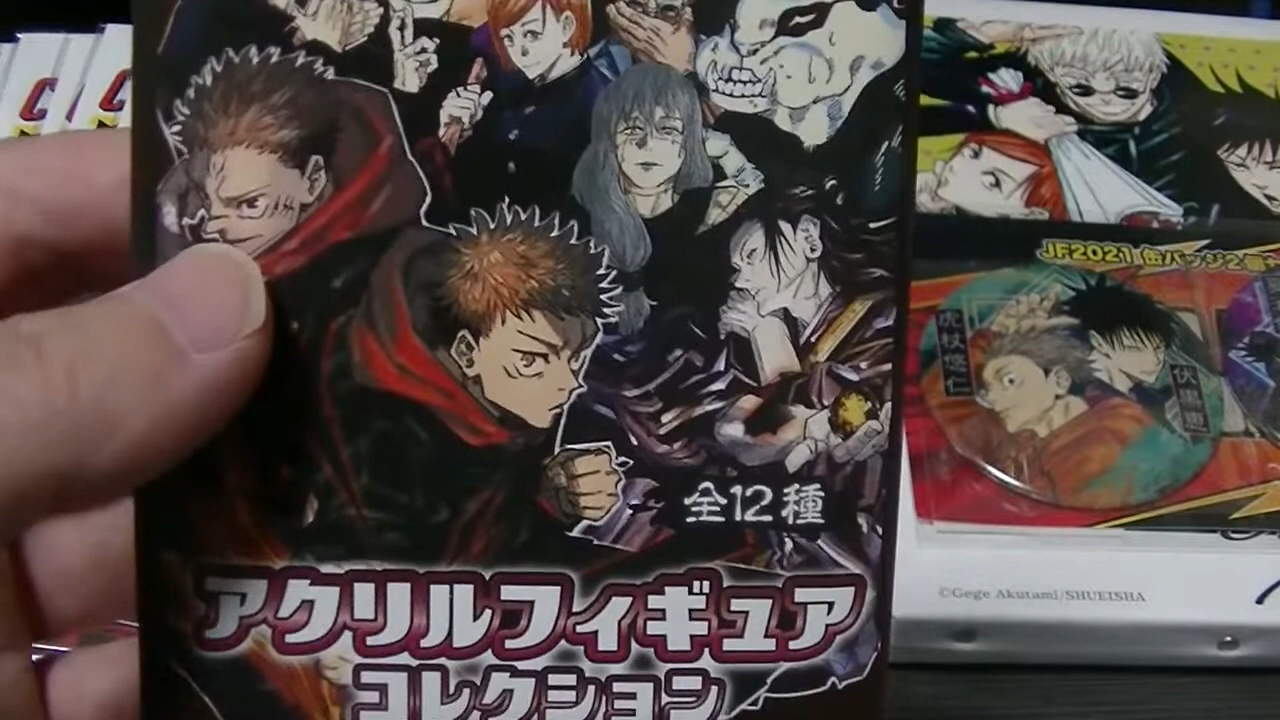 全12種
アクリルフィギュア
コレクション
JF2021 缶バッジ2個
虎杖悠仁
伏黒恵
©Gege Akutami/SHUEISHA